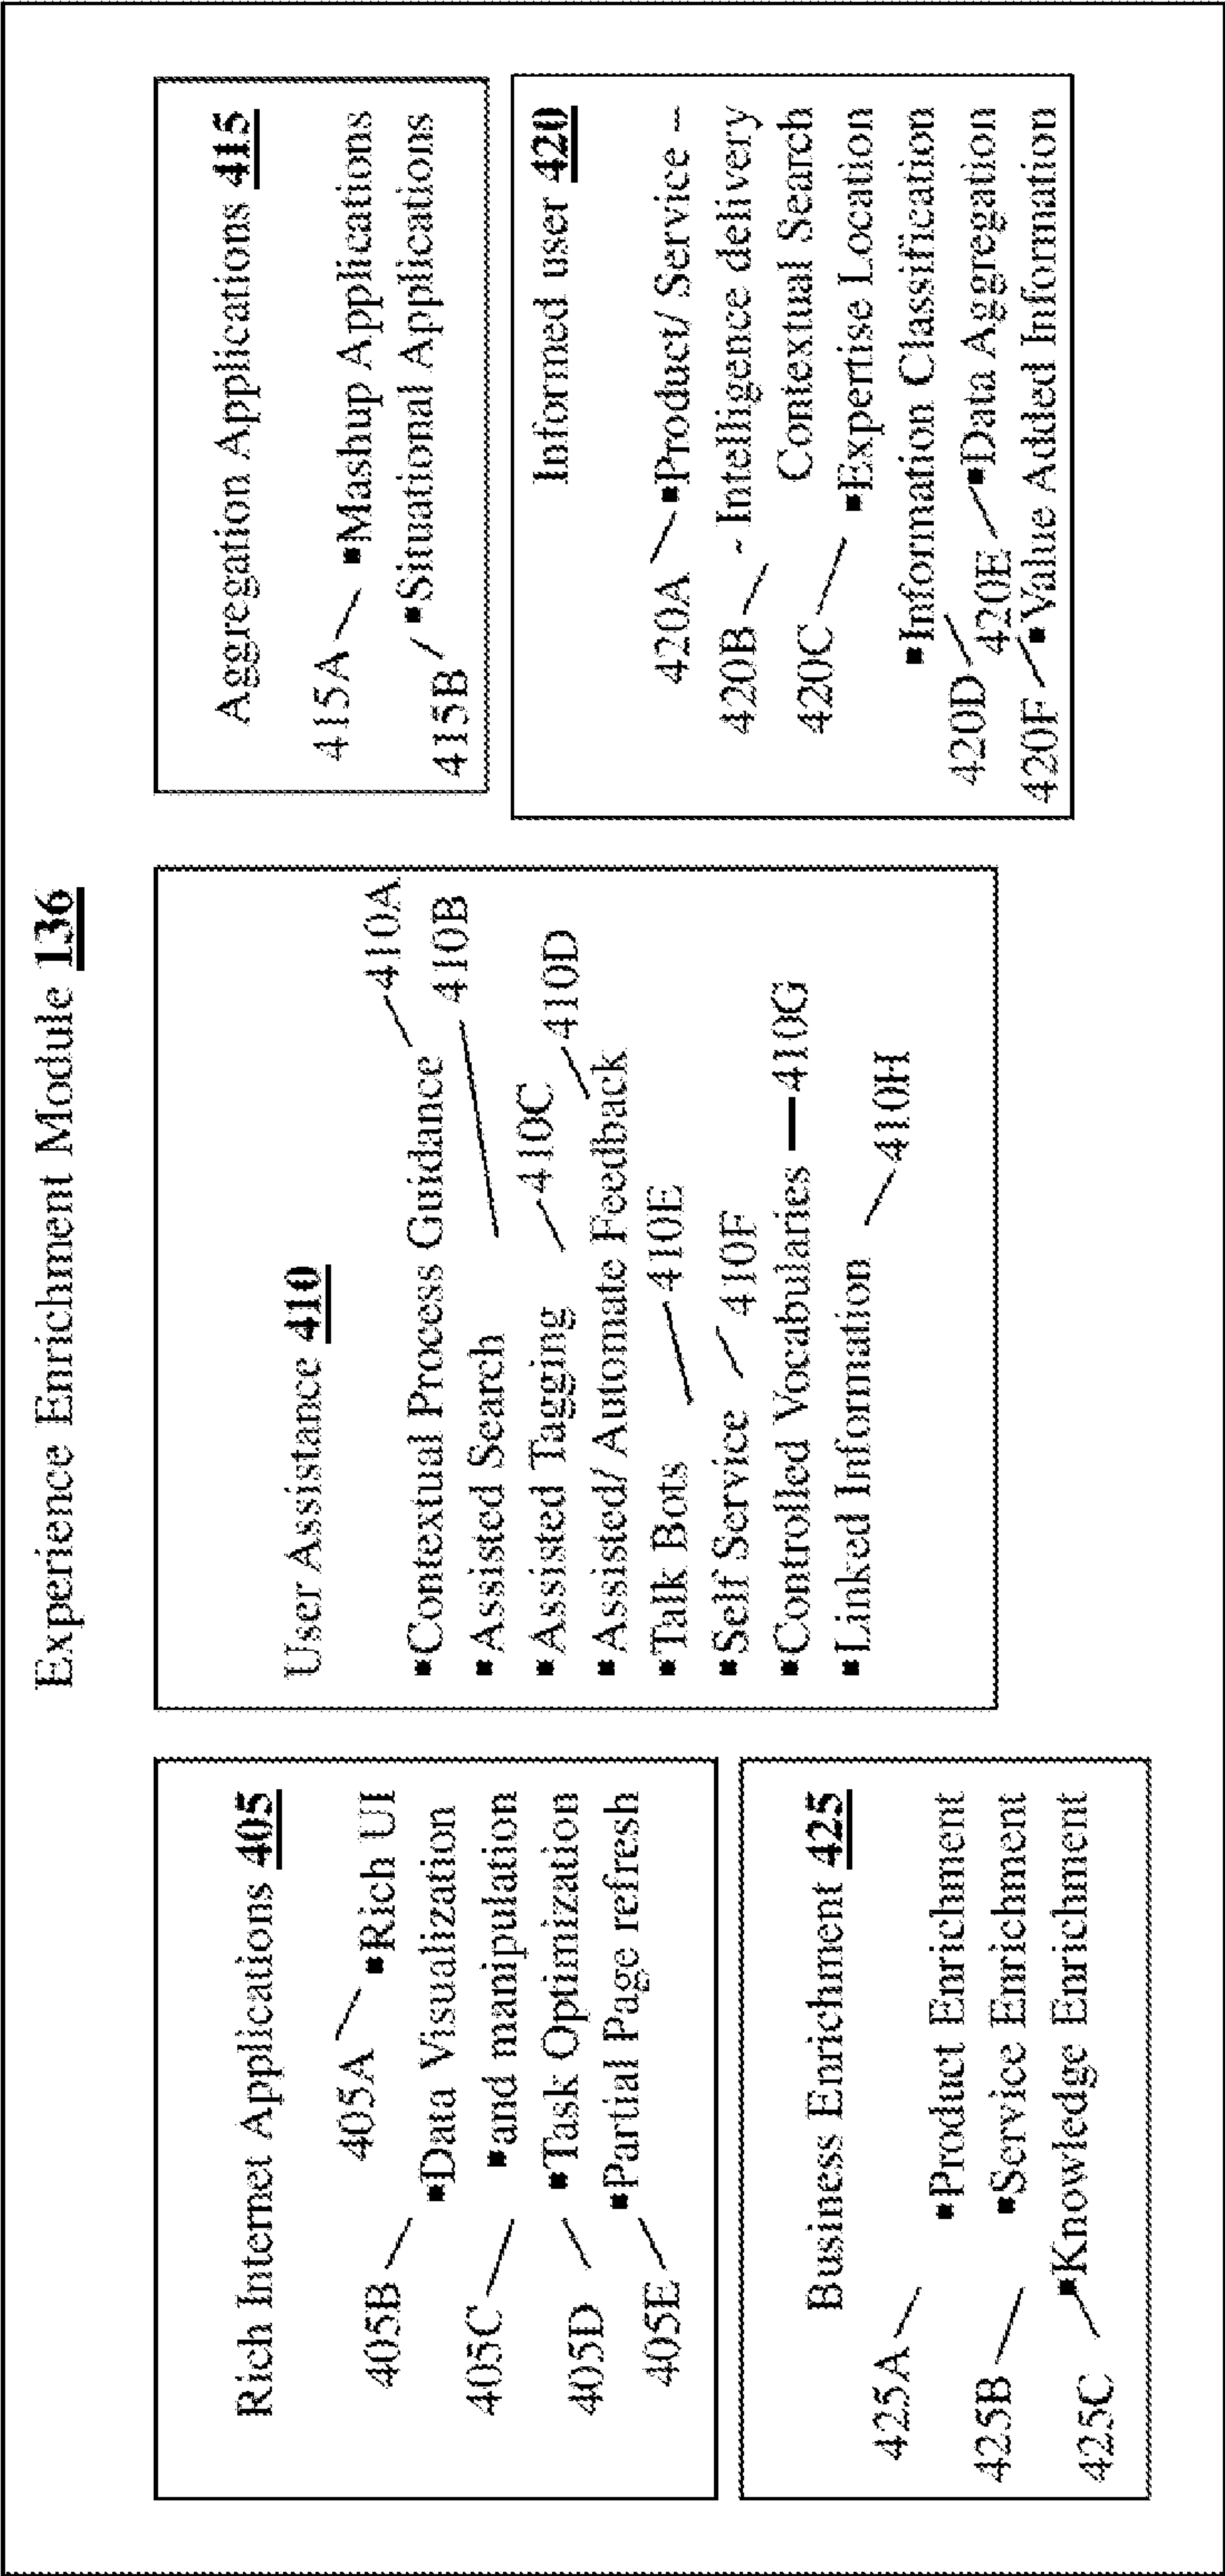 Experience Enrichment Module 136
Rich Internet Applications 405
405A
▪Rich UI
405B
▪Data Visualization
405C
▪and manipulation
405D
▪Task Optimization
405E
▪Partial Page refresh
Business Enrichment 425
425A
▪Product Enrichment
425B
▪Service Enrichment
425C
▪Knowledge Enrichment
User Assistance 410
▪Contextual Process Guidance
410A
▪Assisted Search
410B
▪Assisted Tagging
410C
▪Assisted/ Automate Feedback
410D
▪Talk Bots
410E
▪Self Service
410F
▪Controlled Vocabularies
410G
▪Linked Information
410H
Aggregation Applications 415
415A
▪Mashup Applications
415B
▪Situational Applications
Informed user 420
420A
▪Product/ Service –
420B
- Intelligence delivery
Contextual Search
420C
▪Expertise Location
420D
▪Information Classification
420E
▪Data Aggregation
420F
▪Value Added Information